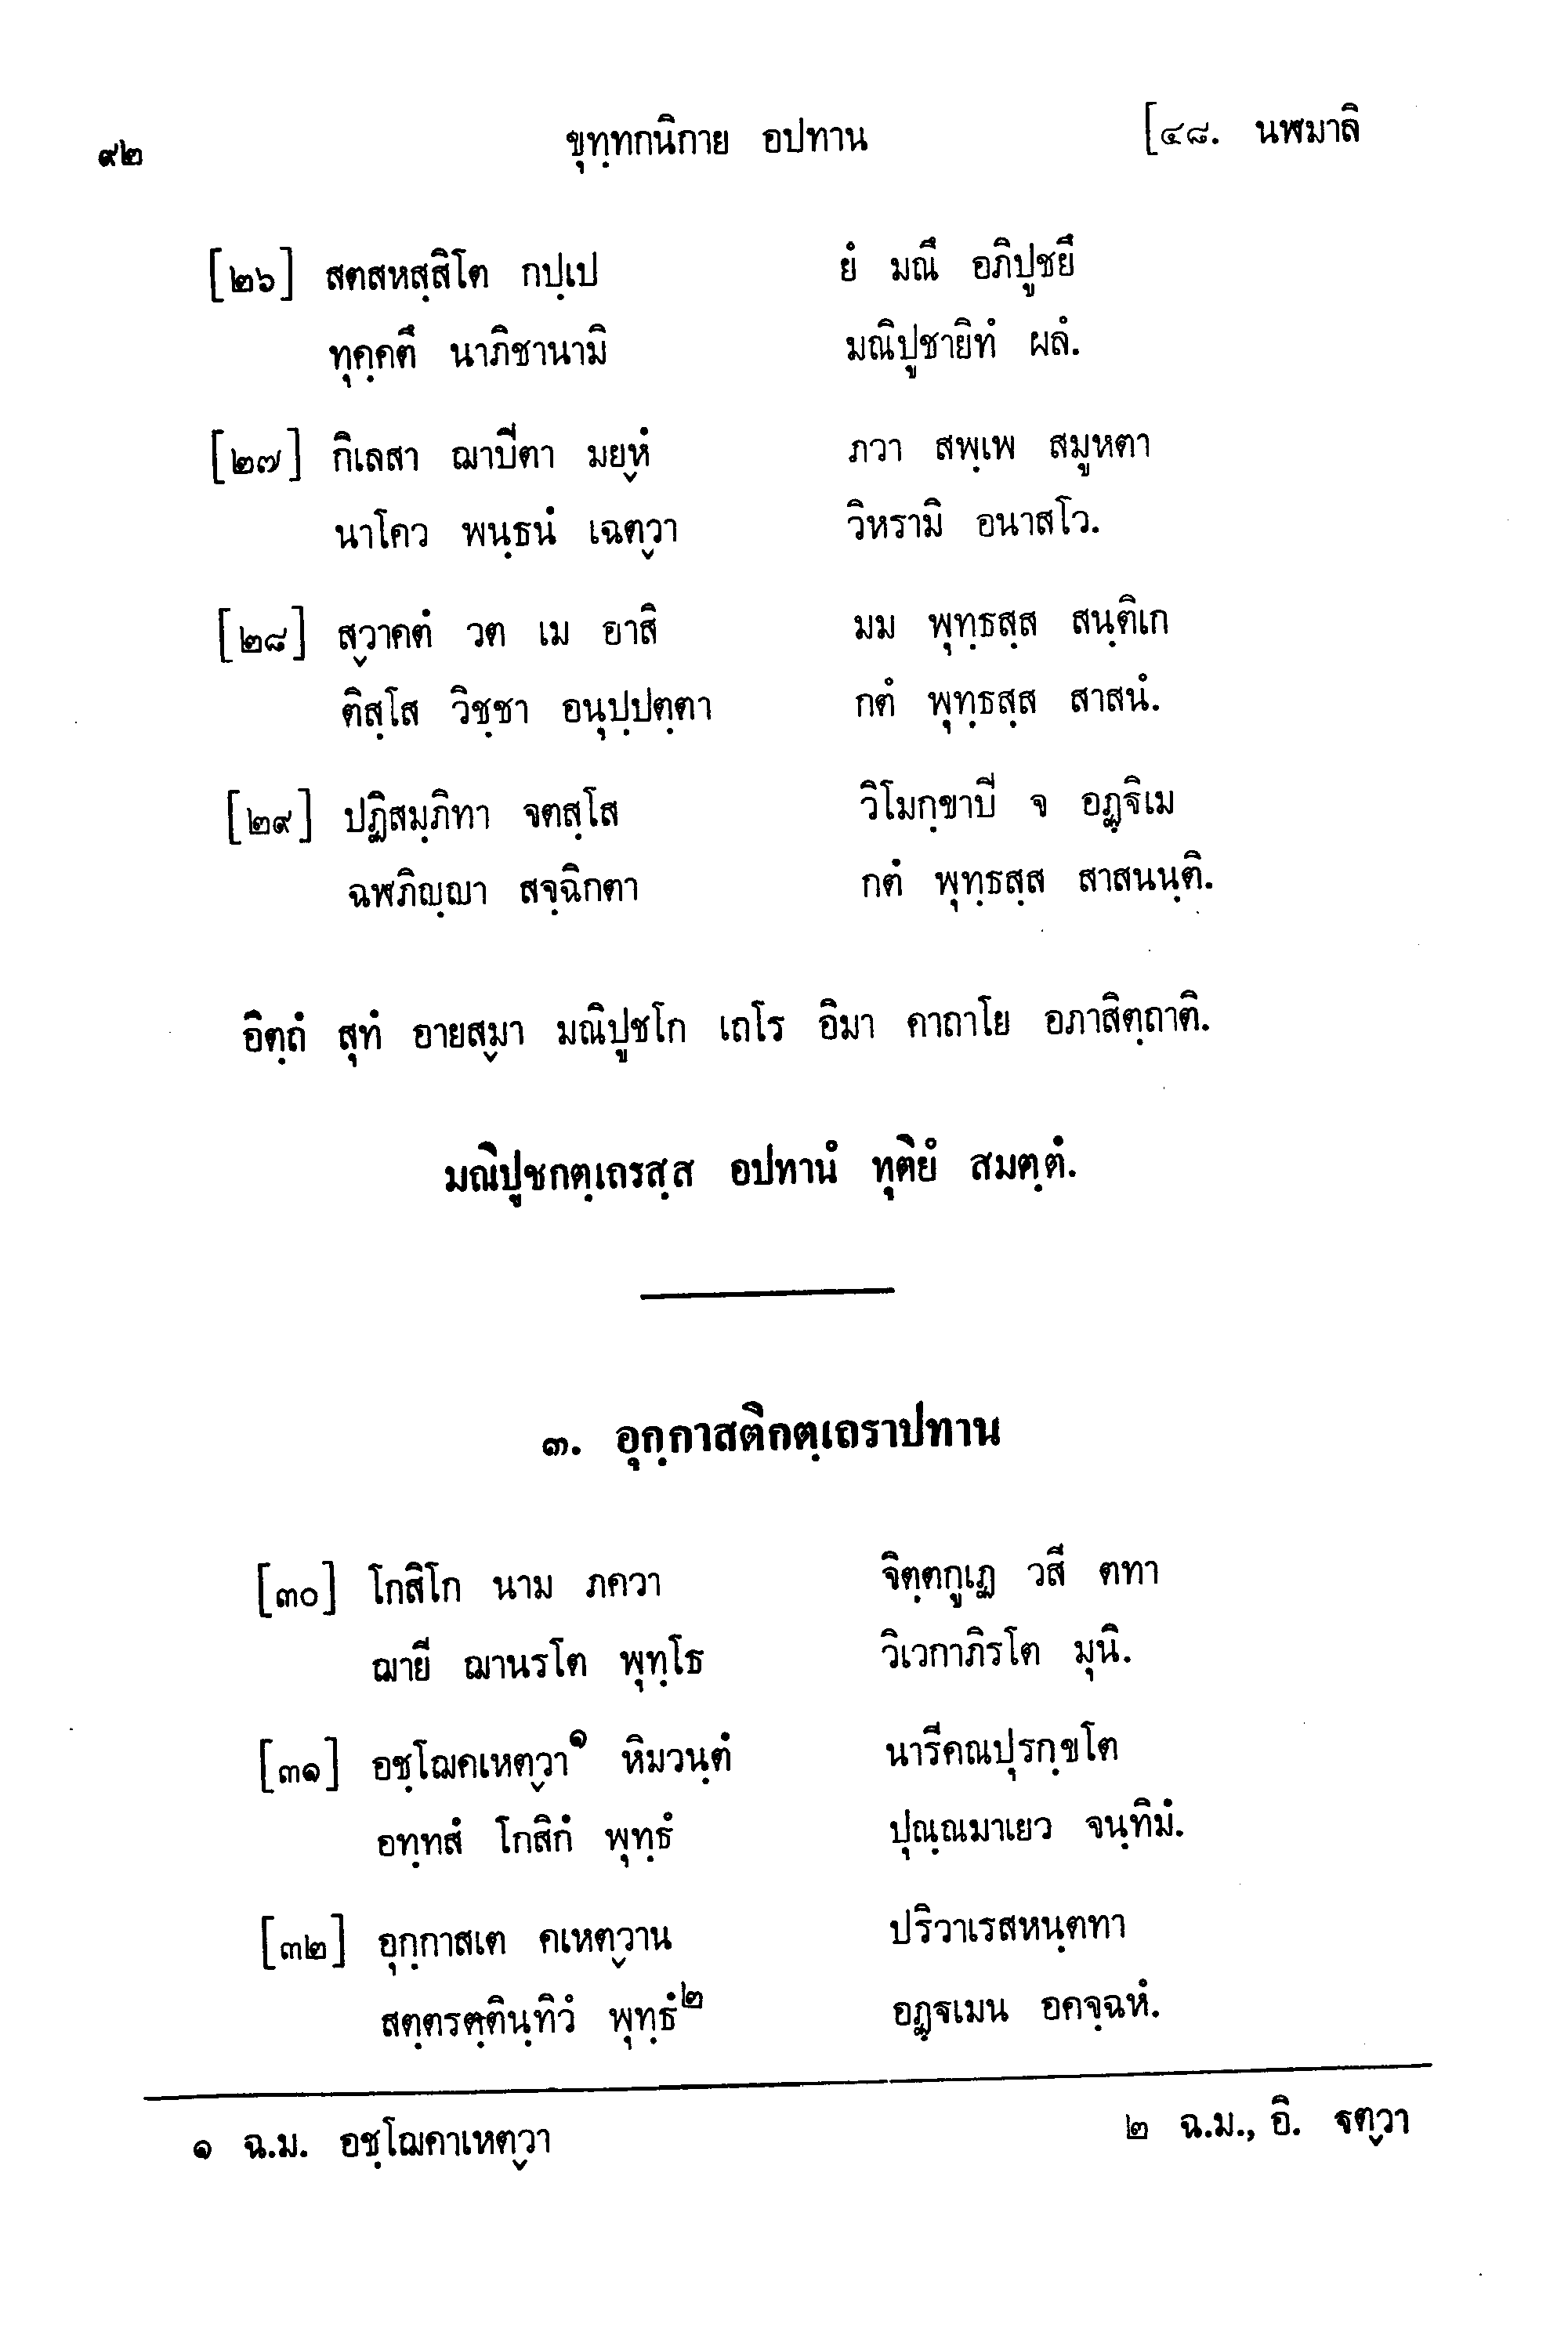 ๙๒ ขุทฺทกนิกาย อปทาน [๔๘. นฬมาลิ
[๒๖] สตสหสฺสิโต กปฺเป ยํ มณึ อภิปูชยึ
ทุคฺคตึ นาภิชานามิ มณิปูชายิทํ ผลํ.
[๒๗] กิเลสา ฌาปีตา มยฺหํ ภวา สพฺเพ สมูหตา
นาโคว พนฺธนํ เฉตฺวา วิหรามิ อนาสโว.
[๒๘] สฺวาคตํ วต เม อาสิ มม พุทฺธสฺส สนฺติเก
ติสฺโส วิชฺชา อนุปฺปตฺตา กตํ พุทฺธสฺส สาสนํ.
[๒๙] ปฏิสมฺภิทา จตสฺโส วิโมกฺขาปี จ อฏฺฐิเม
ฉฬภิญฺญา สจฺฉิกตา กตํ พุทฺธสฺส สาสนนฺติ.
อิตฺถํ สุทํ อายสฺมา มณิปูชโก เถโร อิมา คาถาโย อภาสิตฺถาติ.
มณิปูชกตฺเถรสฺส อปทานํ ทุติยํ สมตฺตํ.
๓. อุกฺกาสติกตฺเถราปทาน
[๓๐] โกสิโก นาม ภควา จิตฺตกูเฏ วสี ตทา
ฌายี ฌานรโต พุทฺโธ วิเวกาภิรโต มุนิ.
[๓๑] อชฺโฌคเหตฺวา๑ หิมวนฺตํ นารีคณปุรกฺขโต
อทฺทสํ โกสิกํ พุทฺธํ ปุณฺณมาเยว จนฺทิมํ.
[๓๒] อุกฺกาสเต คเหตฺวาน ปริวาเรสหนฺตทา
สตฺตรตฺตินฺทิวํ พุทฺธํ๒ อฏฺฐเมน อคจฺฉหํ.
๑ ฉ.ม. อชฺโฌคาเหตฺวา ๒ ฉ.ม., อิ. ฐตฺวา